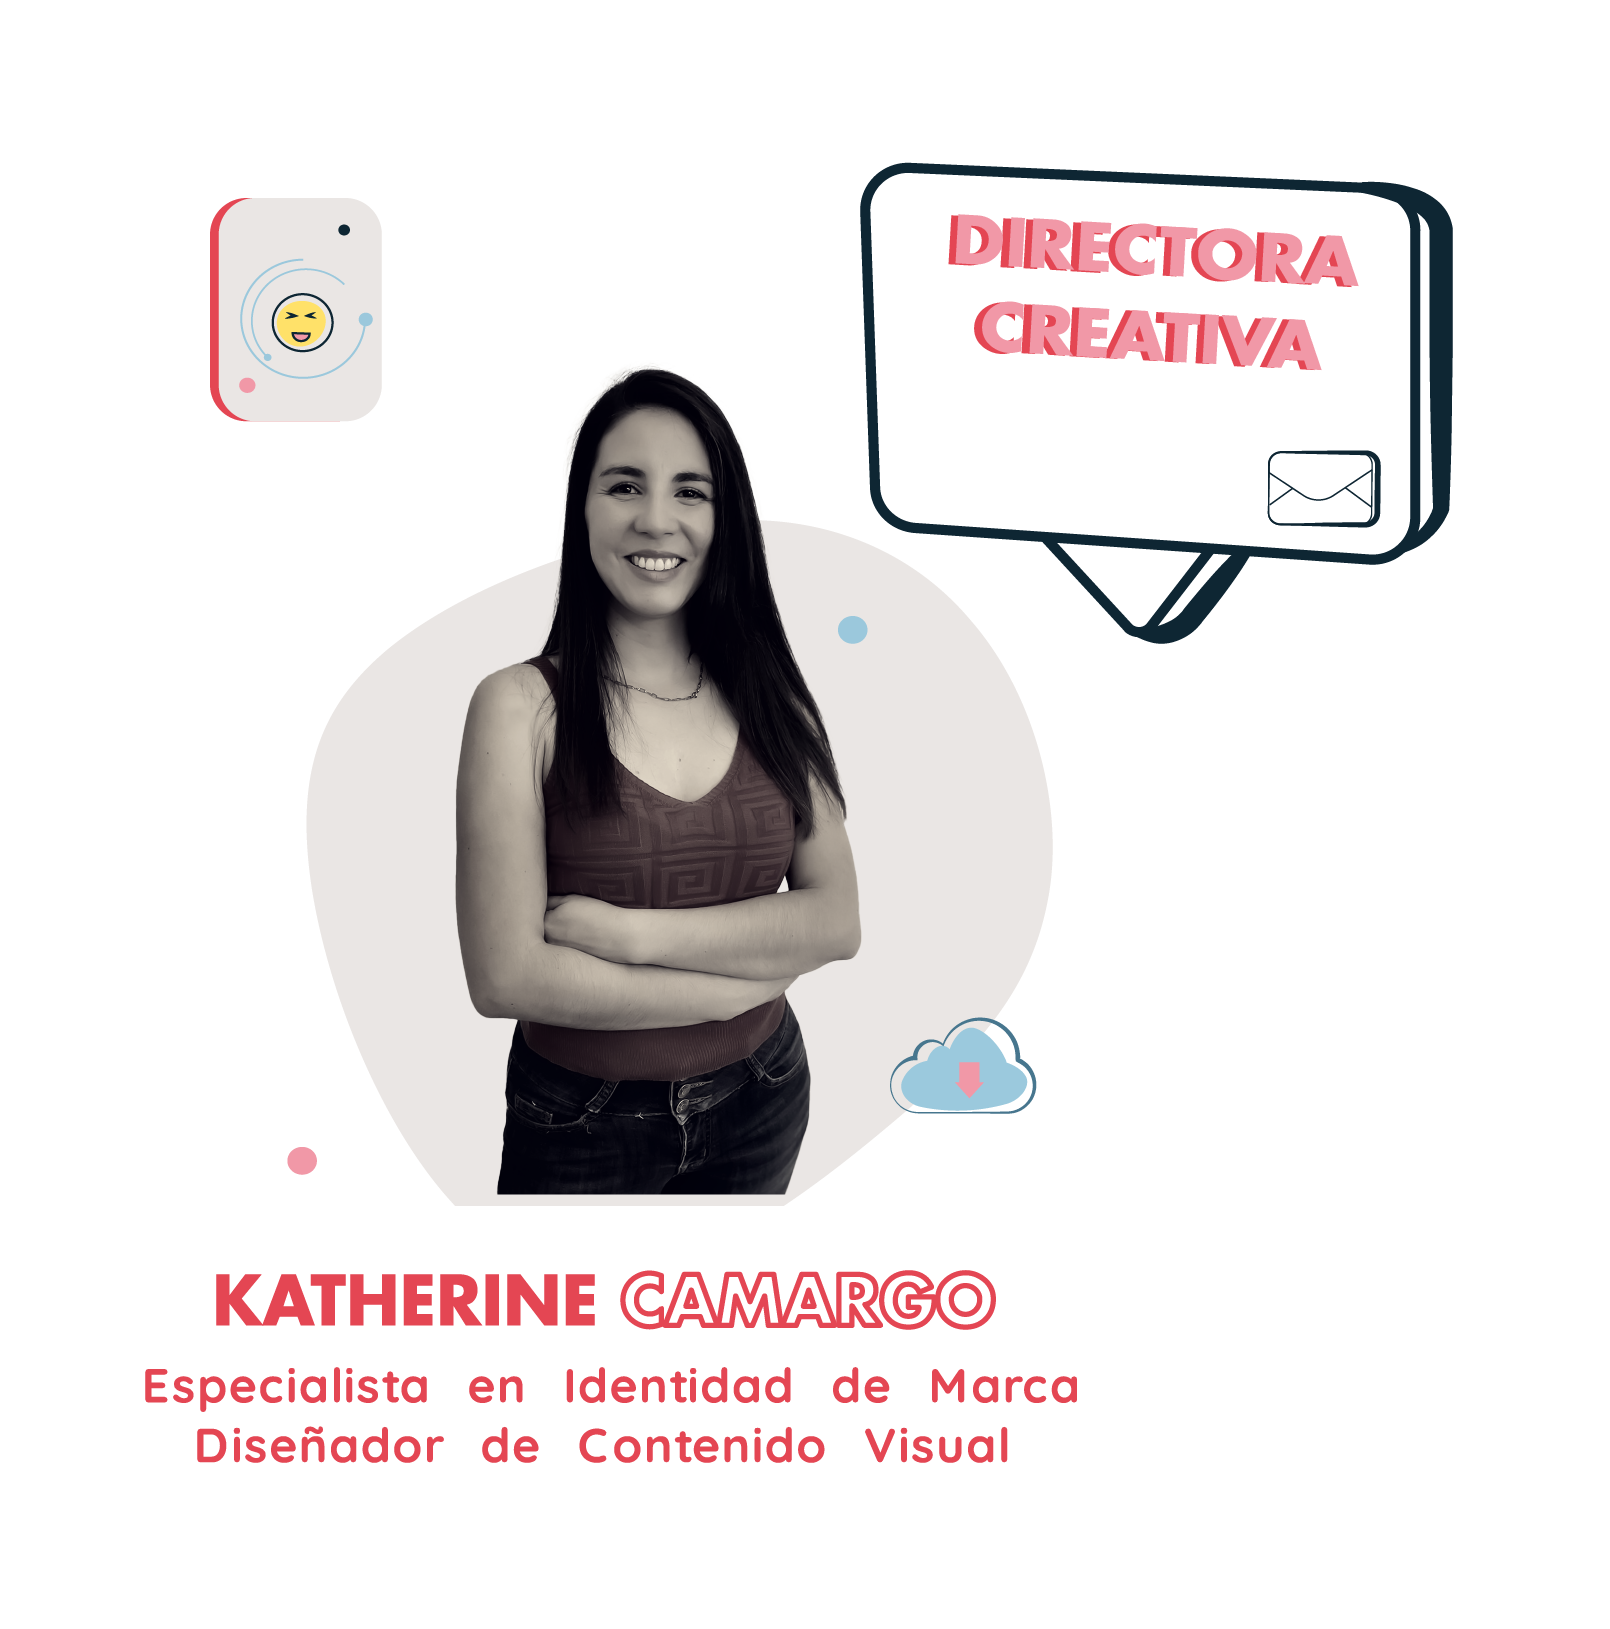 DIRECTORA
CREATIVA
KATHERINE CAMARGO
Especialista en Identidad de Marca
Diseñador de Contenido Visual